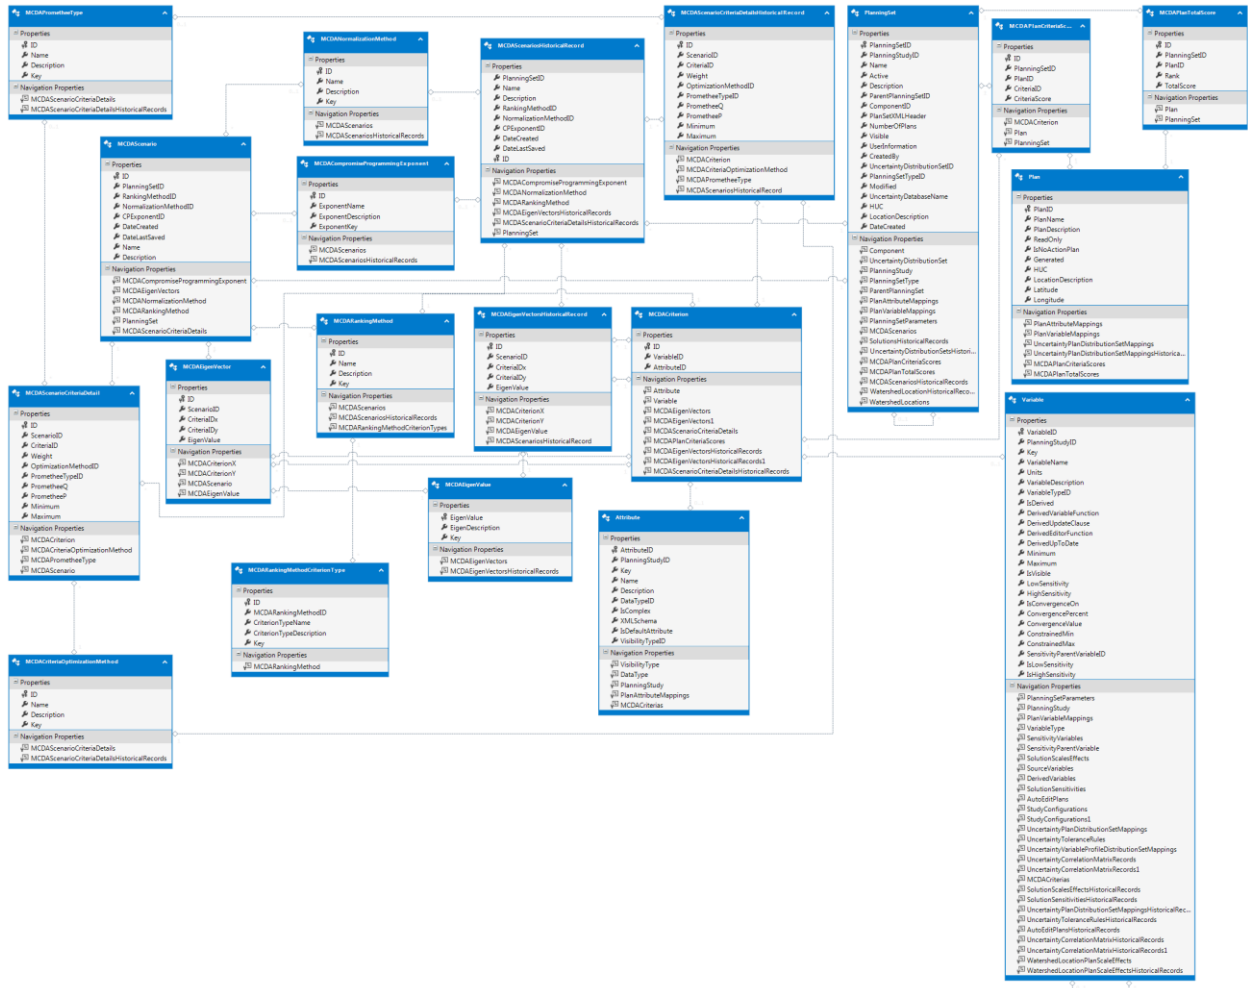 MCDAPrometheeType
Properties
ID
Name
Description
Key
Navigation Properties
MCDAScenarioCriteriaDetails
MCDAScenarioCriteriaDetailsHistoricalRecords
MCDANormalizationMethod
Properties
ID
Name
Description
Key
Navigation Properties
MCDAScenarios
MCDAScenariosHistoricalRecords
MCDAScenariosHistoricalRecord
Properties
PlanningSetID
Name
Description
RankingMethodID
NormalizationMethodID
CPExponentID
DateCreated
DateLastSaved
ID
Navigation Properties
MCDACompromiseProgrammingExponent
MCDANormalizationMethod
MCDARankingMethod
MCDAEigenVectorsHistoricalRecords
MCDAScenarioCriteriaDetailsHistoricalRecords
PlanningSet
MCDAScenarioCriteriaDetailsHistoricalRecord
Properties
ID
ScenarioID
CriteriaID
Weight
OptimizationMethodID
PrometheeTypeID
PrometheeQ
PrometheeP
Minimum
Maximum
Navigation Properties
MCDACriterion
MCDACriteriaOptimizationMethod
MCDAPrometheeType
MCDAScenariosHistoricalRecord
PlanningSet
Properties
PlanningSetID
PlanningStudyID
Name
Active
Description
ParentPlanningSetID
ComponentID
PlanSetXMLHeader
NumberOfPlans
Visible
UserInformation
CreatedBy
UncertaintyDistributionSetID
PlanningSetTypeID
Modified
UncertaintyDatabaseName
HUC
LocationDescription
DateCreated
Navigation Properties
Component
UncertaintyDistributionSet
PlanningStudy
PlanningSetType
ParentPlanningSet
PlanAttributeMappings
PlanVariableMappings
PlanningSetParameters
MCDAScenarios
SolutionsHistoricalRecords
UncertaintyDistributionSetsHistori...
MCDAPlanCriteriaScores
MCDAPlanTotalScores
MCDAScenariosHistoricalRecords
WatershedLocationHistoricalReco...
WatershedLocations
MCDAPlanCriteriaSc...
Properties
ID
PlanningSetID
PlanID
CriteriaID
CriteriaScore
Navigation Properties
MCDACriterion
Plan
PlanningSet
MCDAPlanTotalScore
Properties
ID
PlanningSetID
PlanID
Rank
TotalScore
Navigation Properties
Plan
PlanningSet
MCDAScenario
Properties
ID
PlanningSetID
RankingMethodID
NormalizationMethodID
CPExponentID
DateCreated
DateLastSaved
Name
Description
Navigation Properties
MCDACompromiseProgrammingExponent
MCDAEigenVectors
MCDANormalizationMethod
MCDARankingMethod
PlanningSet
MCDAScenarioCriteriaDetails
MCDACompromiseProgrammingExponent
Properties
ID
ExponentName
ExponentDescription
ExponentKey
Navigation Properties
MCDAScenarios
MCDAScenariosHistoricalRecords
Plan
Properties
PlanID
PlanName
PlanDescription
ReadOnly
IsNoActionPlan
Generated
HUC
LocationDescription
Latitude
Longitude
Navigation Properties
PlanAttributeMappings
PlanVariableMappings
UncertaintyPlanDistributionSetMappings
UncertaintyPlanDistributionSetMappingsHistorica...
MCDAPlanCriteriaScores
MCDAPlanTotalScores
MCDARankingMethod
Properties
ID
Name
Description
Key
Navigation Properties
MCDAScenarios
MCDAScenariosHistoricalRecords
MCDARankingMethodCriterionTypes
MCDAEigenVectorsHistoricalRecord
Properties
ID
ScenarioID
CriteriaIDx
CriteriaIDy
EigenValue
Navigation Properties
MCDACriterionX
MCDACriterionY
MCDAEigenValue
MCDAScenariosHistoricalRecord
MCDACriterion
Properties
ID
VariableID
AttributeID
Navigation Properties
Attribute
Variable
MCDAEigenVectors
MCDAEigenVectors1
MCDAScenarioCriteriaDetails
MCDAPlanCriteriaScores
MCDAEigenVectorsHistoricalRecords
MCDAEigenVectorsHistoricalRecords1
MCDAScenarioCriteriaDetailsHistoricalRecords
MCDAScenarioCriteriaDetail
Properties
ID
ScenarioID
CriteriaID
Weight
OptimizationMethodID
PrometheeTypeID
PrometheeQ
PrometheeP
Minimum
Maximum
Navigation Properties
MCDACriterion
MCDACriteriaOptimizationMethod
MCDAPrometheeType
MCDAScenario
MCDAEigenVector
Properties
ID
ScenarioID
CriteriaIDx
CriteriaIDy
EigenValue
Navigation Properties
MCDACriterionX
MCDACriterionY
MCDAScenario
MCDAEigenValue
MCDAEigenValue
Properties
EigenValue
EigenDescription
Key
Navigation Properties
MCDAEigenVectors
MCDAEigenVectorsHistoricalRecords
Attribute
Properties
AttributeID
PlanningStudyID
Key
Name
Description
DataTypeID
IsComplex
XMLSchema
IsDefaultAttribute
VisibilityTypeID
Navigation Properties
VisibilityType
DataType
PlanningStudy
PlanAttributeMappings
MCDACriterias
MCDARankingMethodCriterionType
Properties
ID
MCDARankingMethodID
CriterionTypeName
CriterionTypeDescription
Key
Navigation Properties
MCDARankingMethod
MCDACriteriaOptimizationMethod
Properties
ID
Name
Description
Key
Navigation Properties
MCDAScenarioCriteriaDetails
MCDAScenarioCriteriaDetailsHistoricalRecords
Variable
Properties
VariableID
PlanningStudyID
Key
VariableName
Units
VariableDescription
VariableTypeID
IsDerived
DerivedVariableFunction
DerivedUpdateClause
DerivedEditorFunction
DerivedUpToDate
Minimum
Maximum
IsVisible
LowSensitivity
HighSensitivity
IsConvergenceOn
ConvergencePercent
ConvergenceValue
ConstrainedMin
ConstrainedMax
SensitivityParentVariableID
IsLowSensitivity
IsHighSensitivity
Navigation Properties
PlanningSetParameters
PlanningStudy
PlanVariableMappings
VariableType
SensitivityVariables
SensitivityParentVariable
SolutionScalesEffects
SourceVariables
DerivedVariables
SolutionSensitivities
AutoEditPlans
StudyConfigurations
StudyConfigurations1
UncertaintyPlanDistributionSetMappings
UncertaintyToleranceRules
UncertaintyVariableProfileDistributionSetMappings
UncertaintyCorrelationMatrixRecords
UncertaintyCorrelationMatrixRecords1
MCDACriterias
SolutionScalesEffectsHistoricalRecords
SolutionSensitivitiesHistoricalRecords
UncertaintyPlanDistributionSetMappingsHistoricalRec...
UncertaintyToleranceRulesHistoricalRecords
AutoEditPlansHistoricalRecords
UncertaintyCorrelationMatrixHistoricalRecords
UncertaintyCorrelationMatrixHistoricalRecords1
WatershedLocationPlanScaleEffects
WatershedLocationPlanScaleEffectsHistoricalRecords